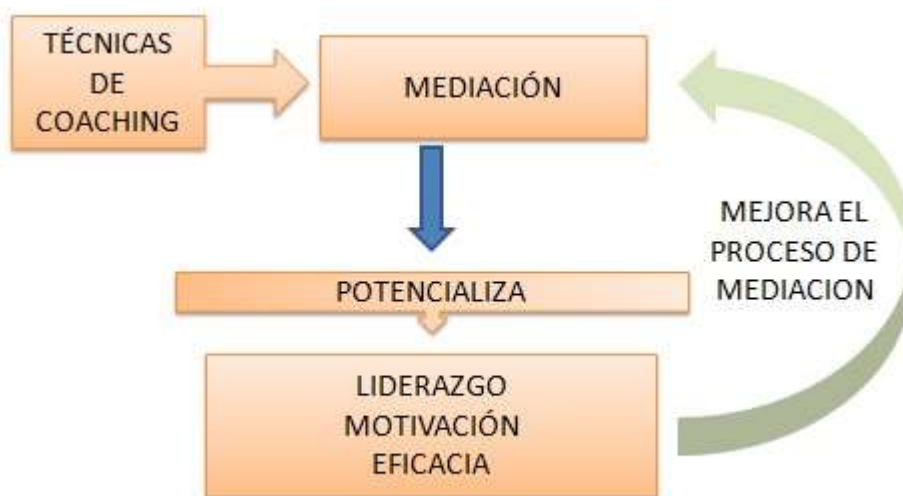 TÉCNICAS
DE
COACHING
MEDIACIÓN
MEJORA EL
PROCESO DE
MEDIACION
POTENCIALIZA
LIDERAZGO
MOTIVACIÓN
EFICACIA